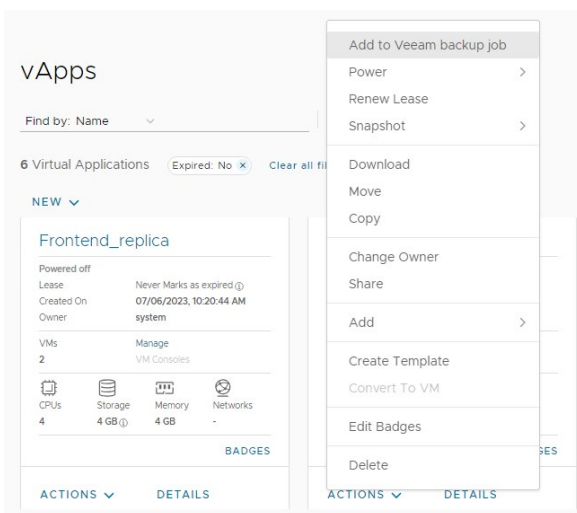 vApps
Find by: Name
6 Virtual Applications Expired: No × Clear all fil
NEW
Frontend_replica
Powered off
Lease Never Marks as expired
Created On 07/06/2023, 10:20:44 AM
Owner system
VMs Manage
2 VM Consoles
CPUs Storage Memory Networks
4 4 GB 4 GB -
BADGES
ACTIONS DETAILS
Add to Veeam backup job
Power
Renew Lease
Snapshot
Download
Move
Copy
Change Owner
Share
Add
Create Template
Convert To VM
Edit Badges
Delete
GES
ACTIONS DETAILS